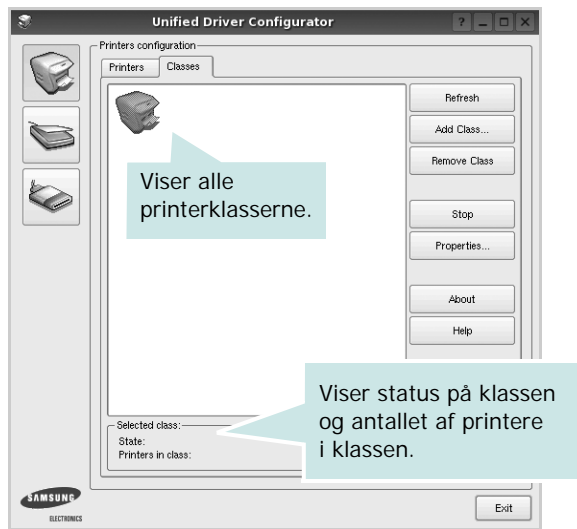 Unified Driver Configurator
Printers configuration
Printers
Classes
Refresh
Add Class...
Remove Class
Viser alle
printerklasserne.
Stop
Properties...
About
Help
Viser status på klassen
og antallet af printere
i klassen.
Selected class:
State:
Printers in class:
SAMSUNG
ELECTRONICS
Exit